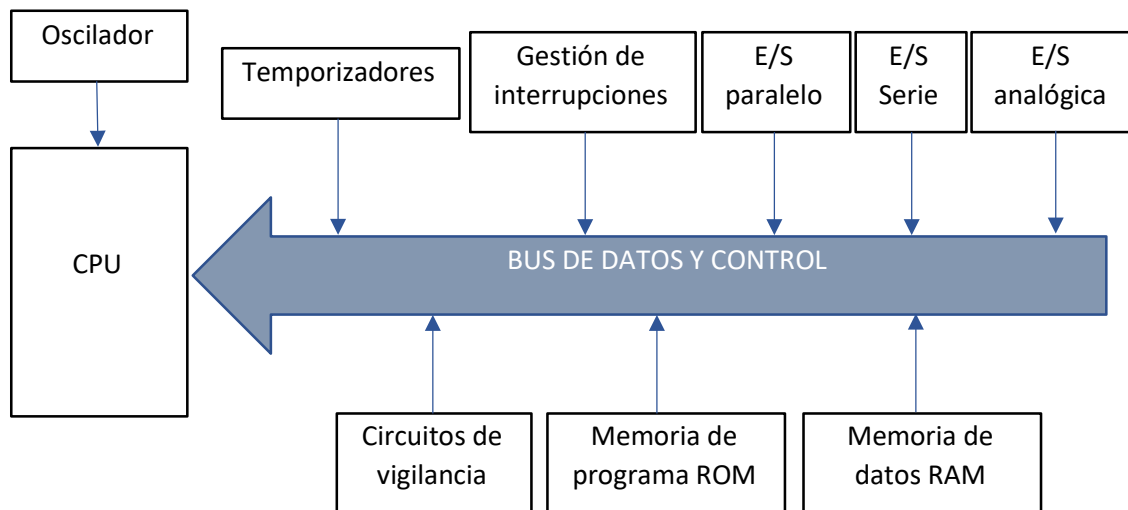 Oscilador
Temporizadores
Gestión de
interrupciones
E/S
paralelo
E/S
Serie
E/S
analógica
CPU
BUS DE DATOS Y CONTROL
Circuitos de
vigilancia
Memoria de
programa ROM
Memoria de
datos RAM